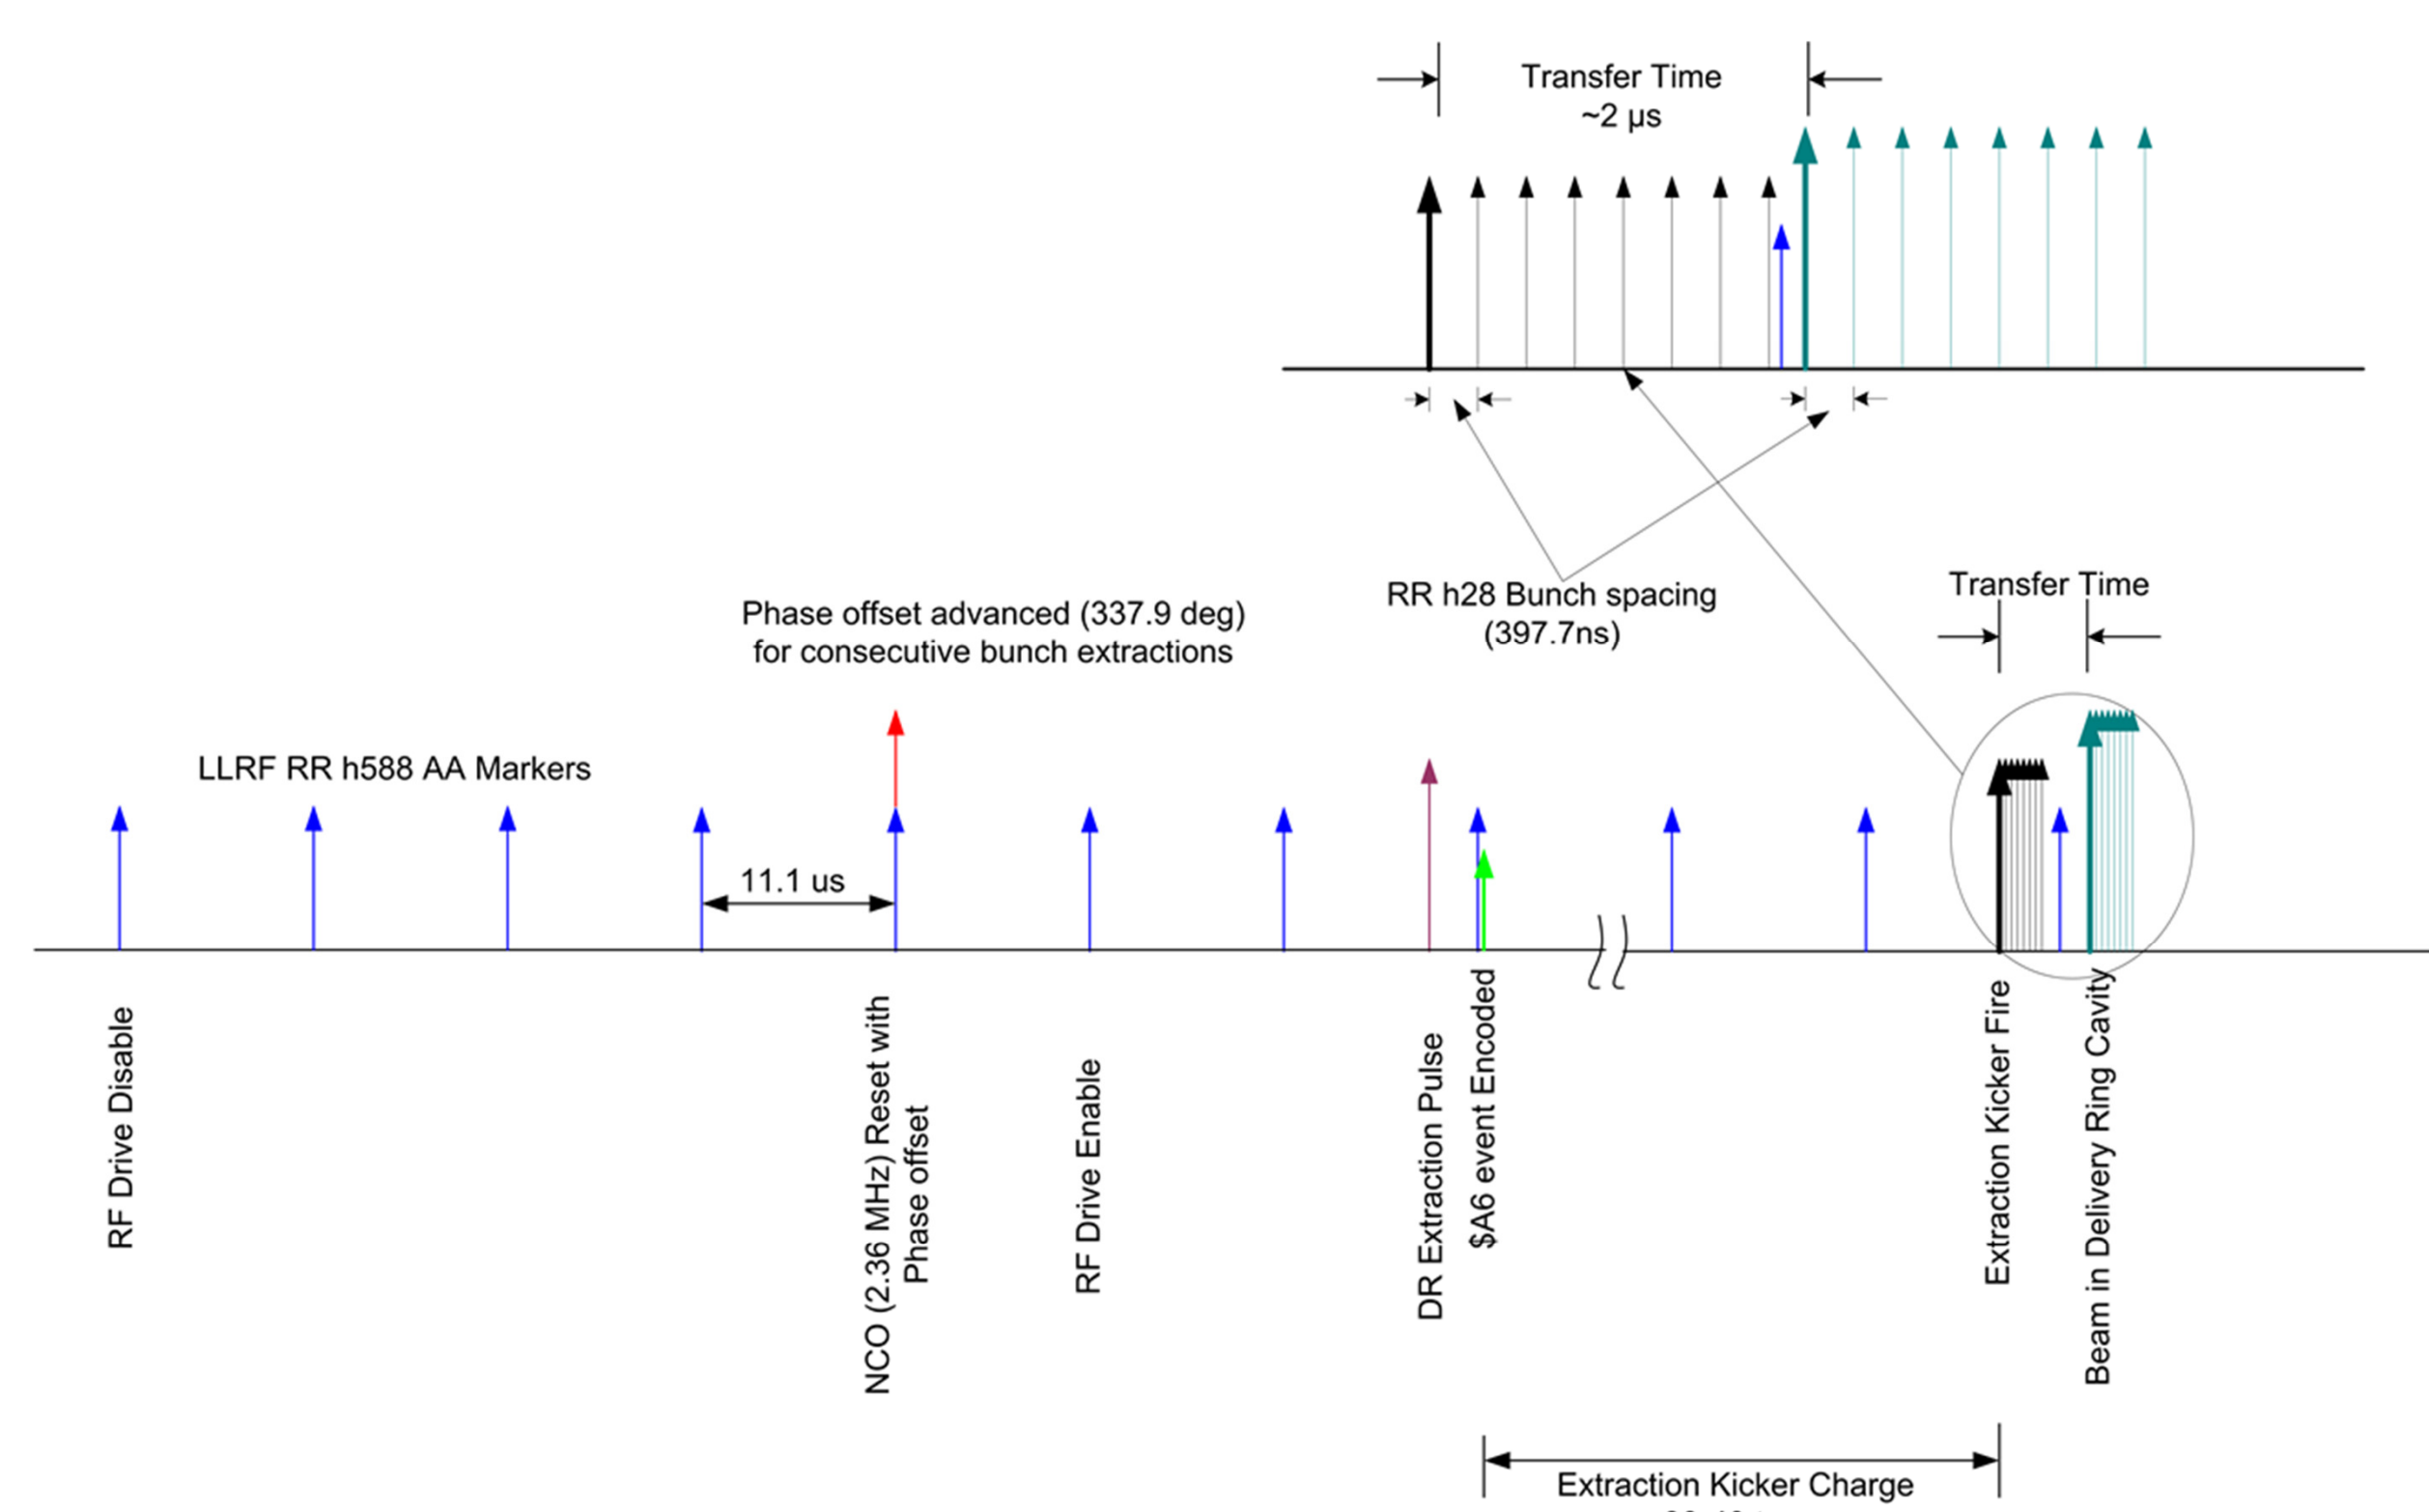 Transfer Time
~2 µs
RR h28 Bunch spacing
(397.7ns)
Transfer Time
Phase offset advanced (337.9 deg)
for consecutive bunch extractions
LLRF RR h588 AA Markers
11.1 us
RF Drive Disable
NCO (2.36 MHz) Reset with
Phase offset
RF Drive Enable
DR Extraction Pulse
$A6 event Encoded
Extraction Kicker Fire
Beam in Delivery Ring Cavity
Extraction Kicker Charge